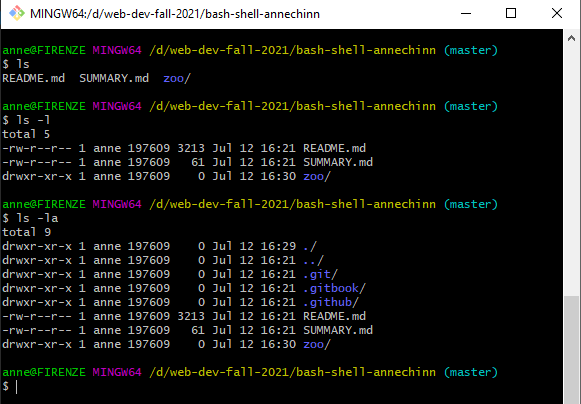 MINGW64:/d/web-dev-fall-2021/bash-shell-annechinn
anne@FIRENZE MINGW64 /d/web-dev-fall-2021/bash-shell-annechinn (master)
$ ls
README.md  SUMMARY.md  zoo/
anne@FIRENZE MINGW64 /d/web-dev-fall-2021/bash-shell-annechinn (master)
$ ls -l
total 5
-rw-r--r-- 1 anne 197609 3213 Jul 12 16:21 README.md
-rw-r--r-- 1 anne 197609   61 Jul 12 16:21 SUMMARY.md
drwxr-xr-x 1 anne 197609    0 Jul 12 16:30 zoo/
anne@FIRENZE MINGW64 /d/web-dev-fall-2021/bash-shell-annechinn (master)
$ ls -la
total 9
drwxr-xr-x 1 anne 197609    0 Jul 12 16:29 ./
drwxr-xr-x 1 anne 197609    0 Jul 12 16:21 ../
drwxr-xr-x 1 anne 197609    0 Jul 12 16:21 .git/
drwxr-xr-x 1 anne 197609    0 Jul 12 16:21 .gitbook/
drwxr-xr-x 1 anne 197609    0 Jul 12 16:21 .github/
-rw-r--r-- 1 anne 197609 3213 Jul 12 16:21 README.md
-rw-r--r-- 1 anne 197609   61 Jul 12 16:21 SUMMARY.md
drwxr-xr-x 1 anne 197609    0 Jul 12 16:30 zoo/
anne@FIRENZE MINGW64 /d/web-dev-fall-2021/bash-shell-annechinn (master)
$